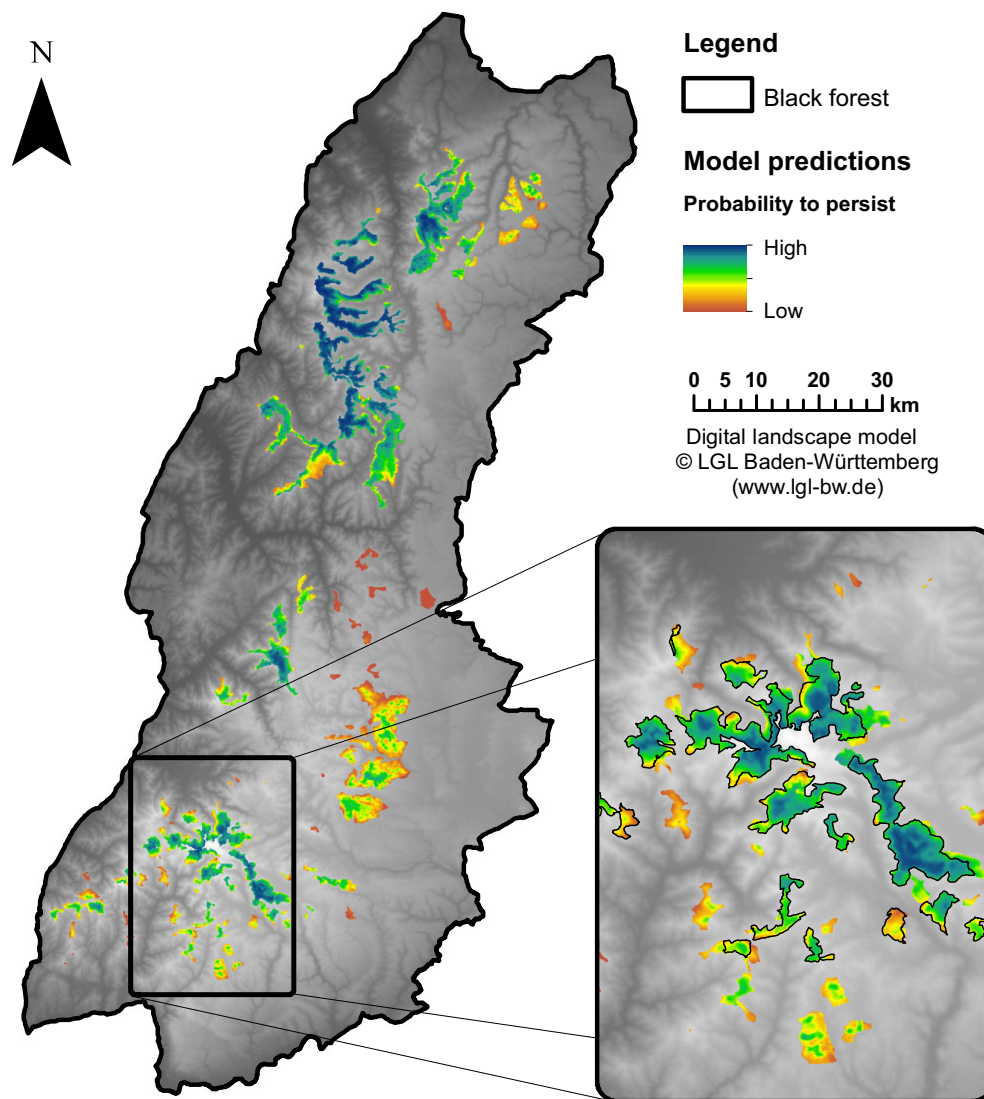 N
Legend
Black forest
Model predictions
Probability to persist
High
Low
0 5 10 20 30
km
Digital landscape model
© LGL Baden-Württemberg
(www.lgl-bw.de)